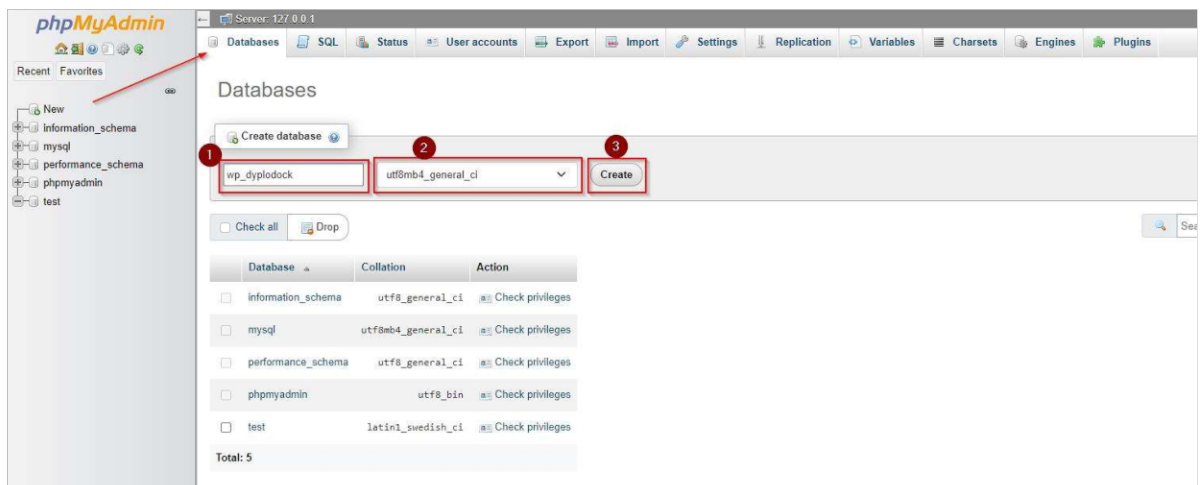 phpMyAdmin
Recent Favorites
New
information_schema
mysql
performance_schema
phpmyadmin
test
Server: 127.0.0.1
Databases SQL Status User accounts Export Import Settings Replication Variables Charsets Engines Plugins
Databases
Create database
1 2 3
wp_dyplodock utf8mb4_general_ci Create
Check all Drop Sea
Database Collation Action
information_schema utf8_general_ci Check privileges
mysql utf8mb4_general_ci Check privileges
performance_schema utf8_general_ci Check privileges
phpmyadmin utf8_bin Check privileges
test latin1_swedish_ci Check privileges
Total: 5